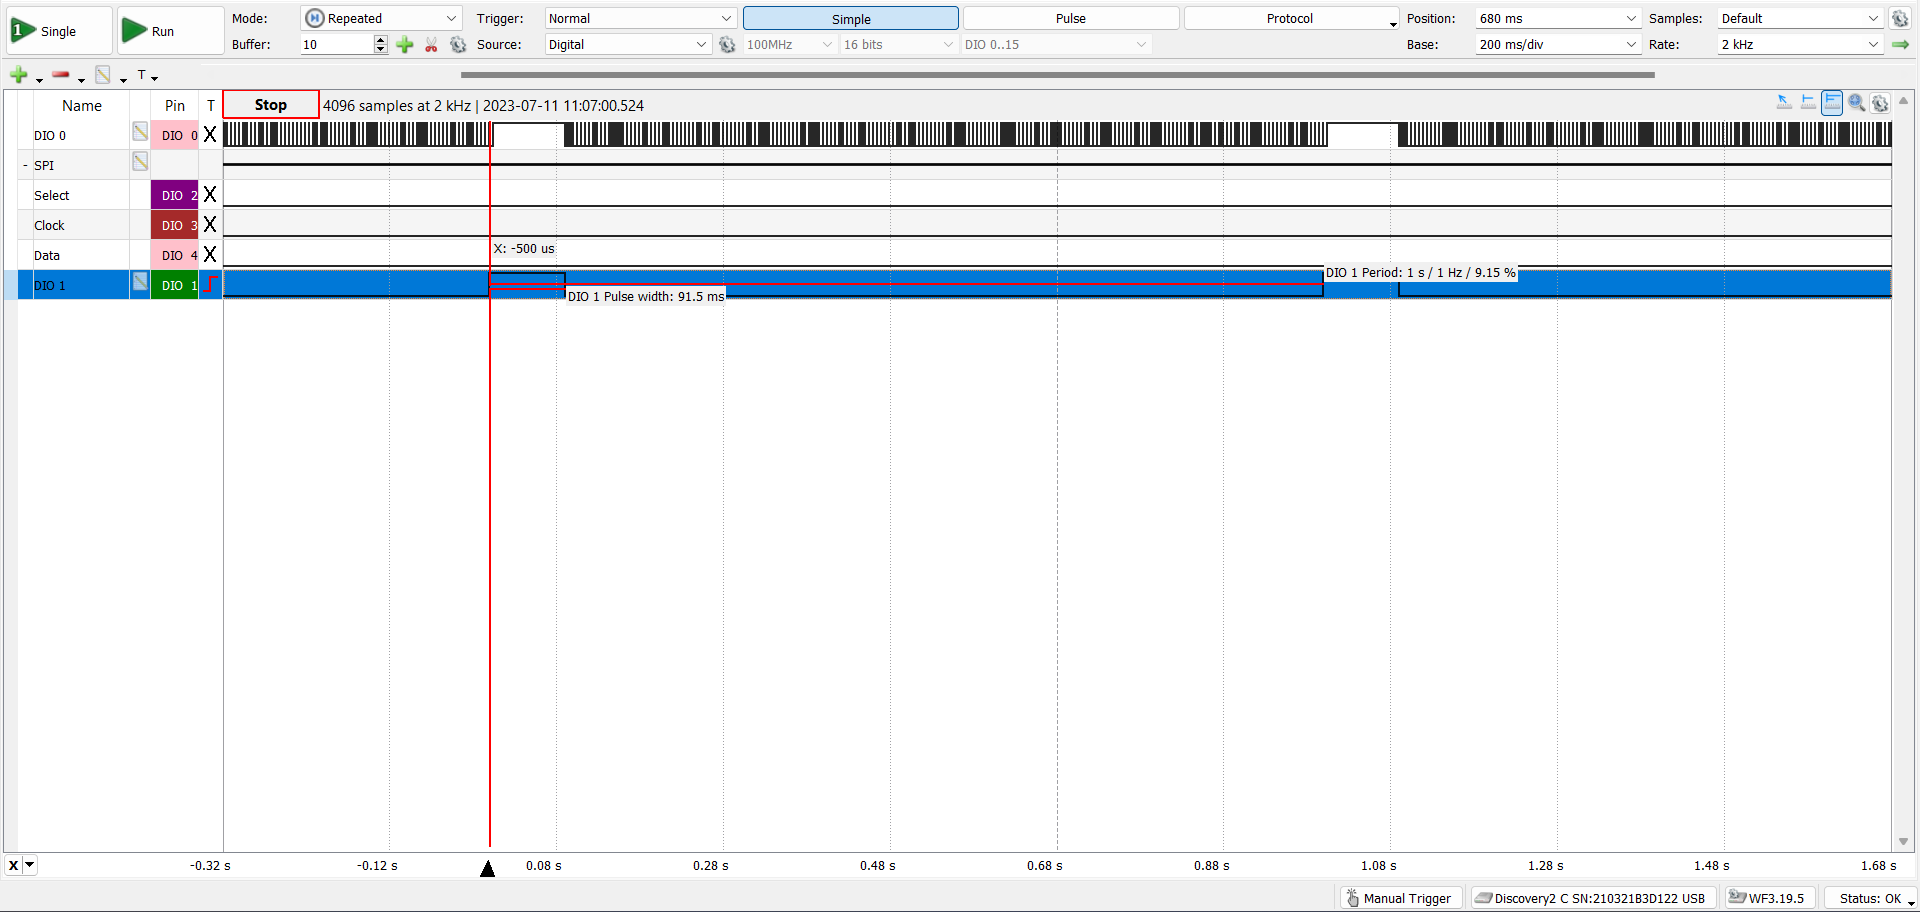 Single Run Mode: Repeated Trigger: Normal Simple Pulse Protocol Position: 680 ms Samples: Default
Buffer: 10 Source: Digital 100MHz 16 bits DIO 0..15 Base: 200 ms/div Rate: 2 kHz
T
Name Pin T Stop 4096 samples at 2 kHz | 2023-07-11 11:07:00.524
DIO 0 DIO 0 X
- SPI
Select DIO 2 X
Clock DIO 3 X
Data DIO 4 X
X: -500 us
DIO 1 DIO 1
DIO 1 Period: 1 s / 1 Hz / 9.15 %
DIO 1 Pulse width: 91.5 ms
X -0.32 s -0.12 s 0.08 s 0.28 s 0.48 s 0.68 s 0.88 s 1.08 s 1.28 s 1.48 s 1.68 s
Manual Trigger Discovery2 C SN:210321B3D122 USB WF3.19.5 Status: OK